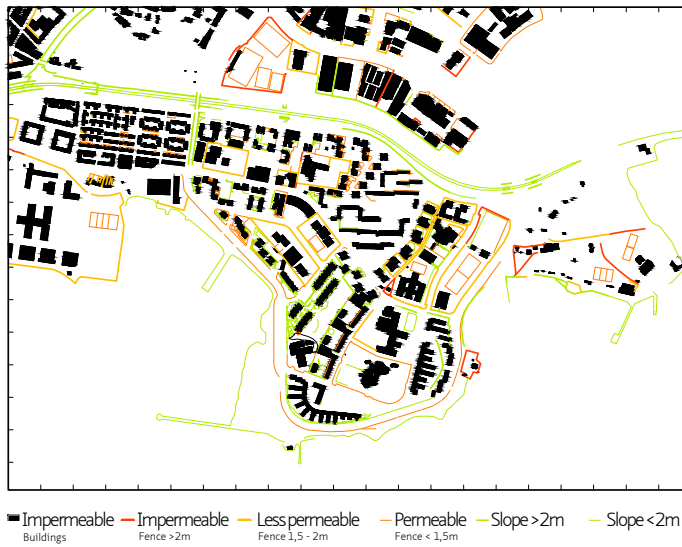 Impermeable Impermeable Less permeable Permeable Slope >2m Slope <2m
Buildings Fence >2m Fence 1,5 - 2m Fence < 1,5m